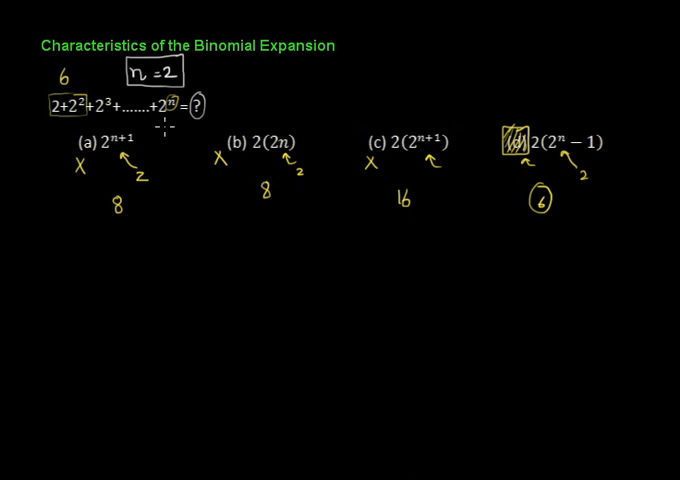 Characteristics of the Binomial Expansion
6
n = 2
2+2²+2³+.......+2ⁿ=?
(a) 2ⁿ⁺¹ (b) 2(2n) (c) 2(2ⁿ⁺¹) (d) 2(2ⁿ − 1)
X 2 X 2 X 2
8 8 16 6